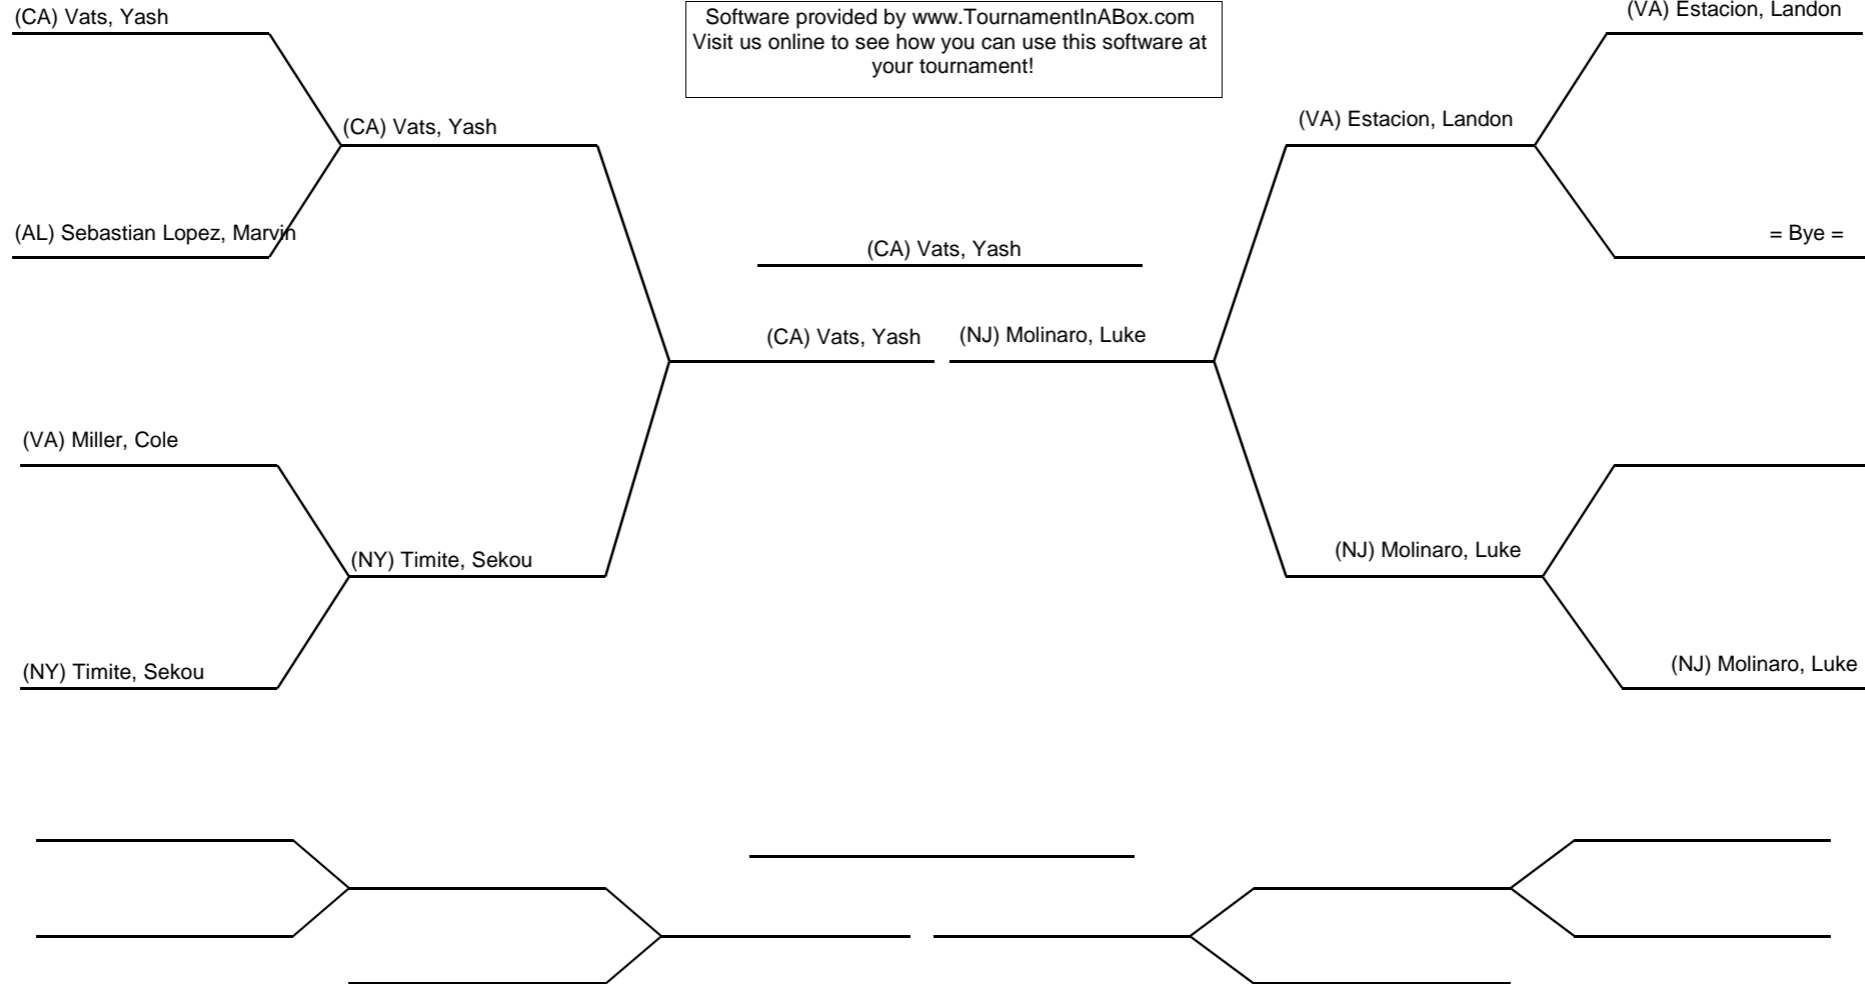 (CA) Vats, Yash
Software provided by www.TournamentInABox.com
Visit us online to see how you can use this software at
your tournament!
(VA) Estacion, Landon
(CA) Vats, Yash
(VA) Estacion, Landon
(AL) Sebastian Lopez, Marvin
(CA) Vats, Yash
= Bye =
(CA) Vats, Yash
(NJ) Molinaro, Luke
(VA) Miller, Cole
(NY) Timite, Sekou
(NJ) Molinaro, Luke
(NY) Timite, Sekou
(NJ) Molinaro, Luke